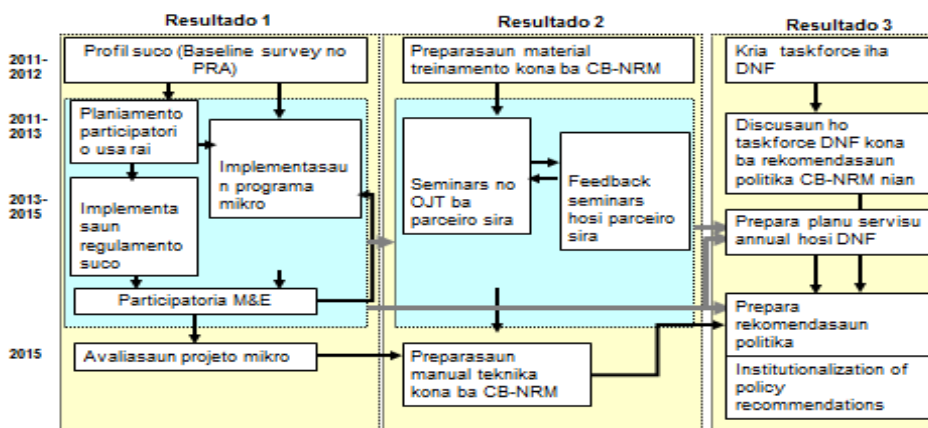 Resultado 1
Resultado 2
Resultado 3
2011-
2012
Profil suco (Baseline survey no
PRA)
Preparasaun material
treinamento kona ba CB-NRM
Kria taskforce iha
DNF
2011-
2013
Planiamento
participatori
o usa rai
Implementasau
n programa
mikro
Seminars no
OJT ba
parceiro sira
Feedback
seminars
hosi parceiro
sira
Discusaun ho
taskforce DNF kona
ba rekomendasaun
politika CB-NRM nian
2013-
2015
Implementa
saun
regulamento
suco
Prepara planu servisu
annual hosi DNF
Participatoria M&E
Prepara
rekomendasaun
politika
2015
Avaliasaun projeto mikro
Preparasaun
manual teknika
kona ba CB-NRM
Institutionalization of
policy
recommendations